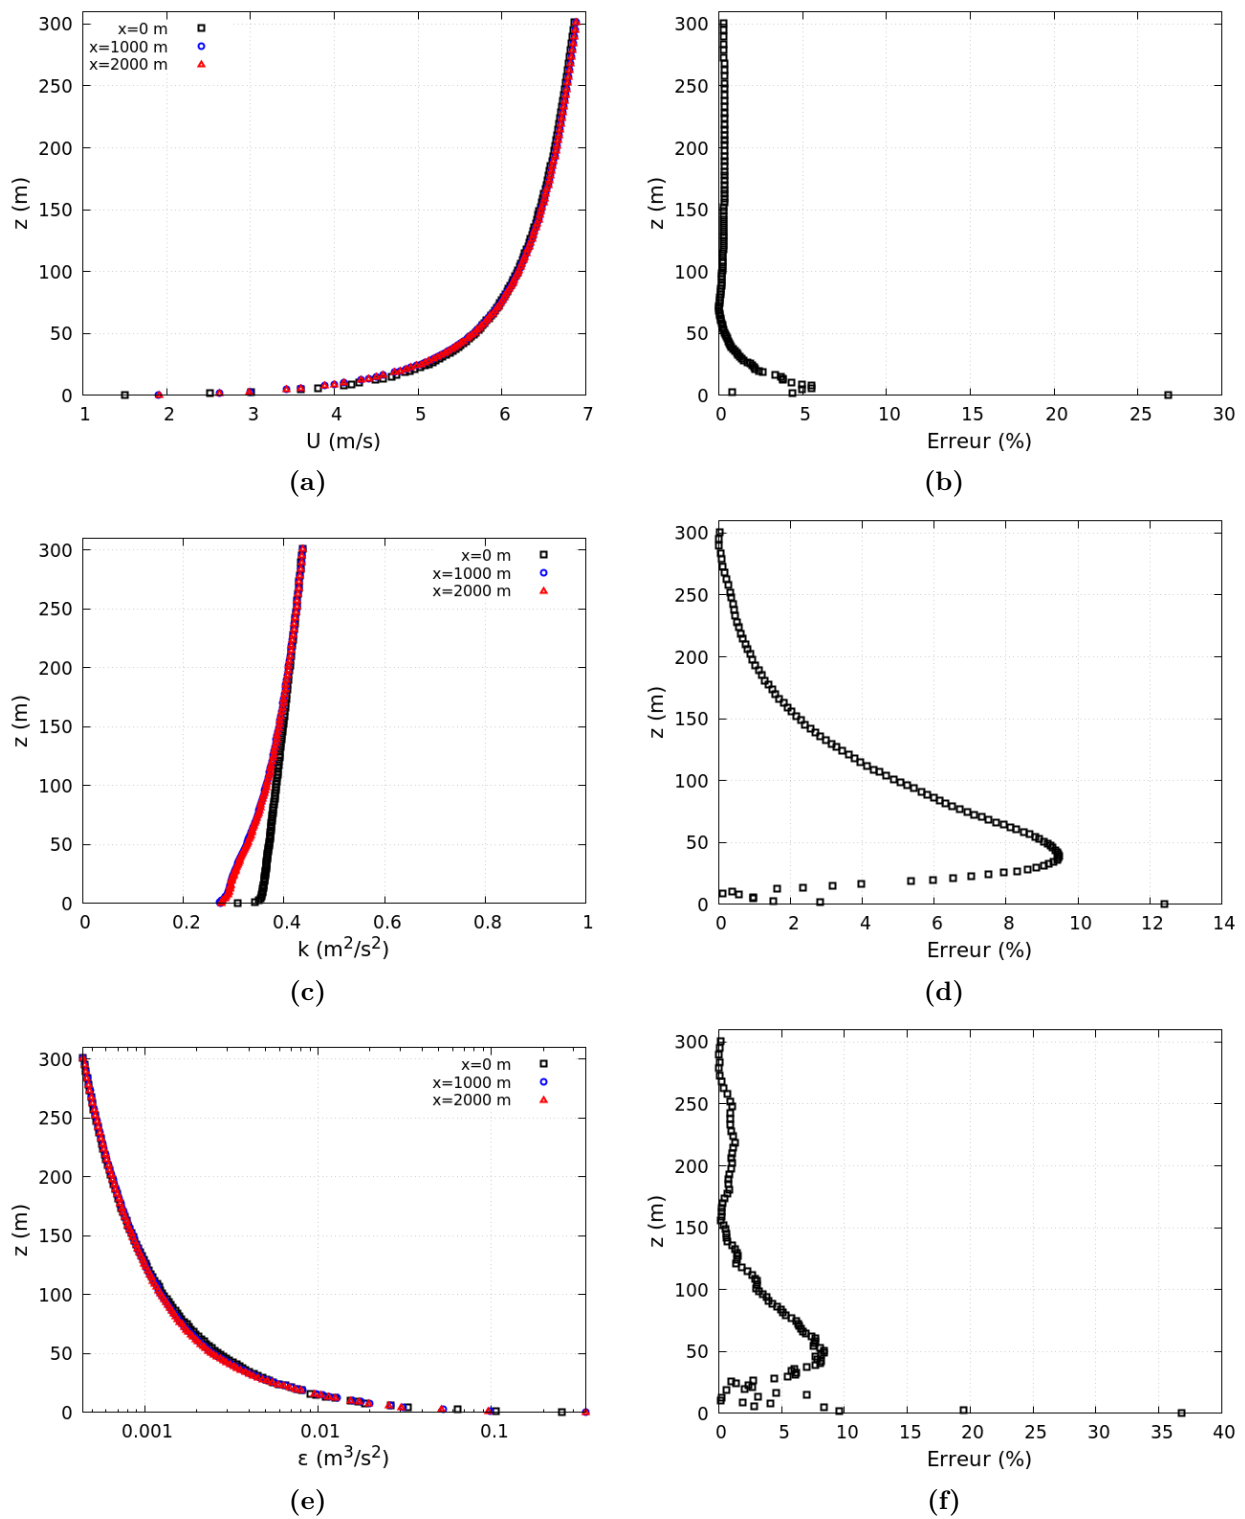 300
250
200
150
100
50
0
z (m)
x=0 m
x=1000 m
x=2000 m
1 2 3 4 5 6 7
U (m/s)
(a)
300
250
200
150
100
50
0
z (m)
0 5 10 15 20 25 30
Erreur (%)
(b)
300
250
200
150
100
50
0
z (m)
x=0 m
x=1000 m
x=2000 m
0 0.2 0.4 0.6 0.8 1
k (m²/s²)
(c)
300
250
200
150
100
50
0
z (m)
0 2 4 6 8 10 12 14
Erreur (%)
(d)
300
250
200
150
100
50
0
z (m)
x=0 m
x=1000 m
x=2000 m
0.001 0.01 0.1
ε (m³/s²)
(e)
300
250
200
150
100
50
0
z (m)
0 5 10 15 20 25 30 35 40
Erreur (%)
(f)